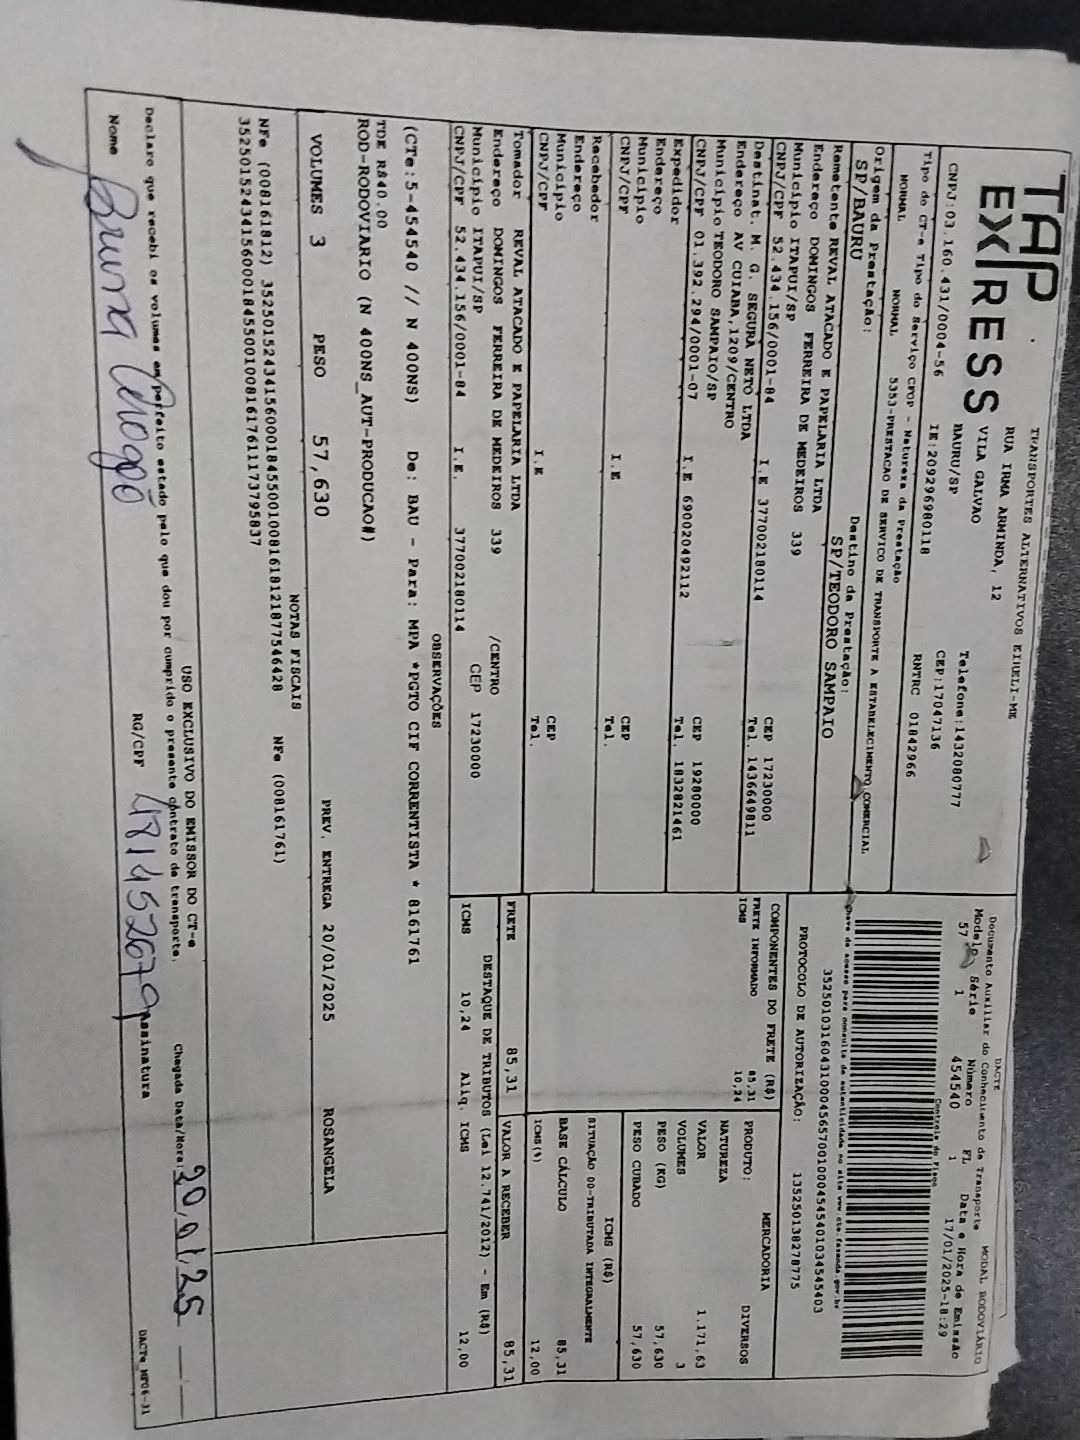 TAP
EXPRESS
TRANSPORTES ALTERNATIVOS EIRELI-ME
RUA IRMA ARMINDA, 12
VILA GALVAO
BAURU/SP
Telefone:1432080777
CEP:17047136
CNPJ:03.160.431/0004-56 IE:209296980118 RNTRC 01842966
Tipo do CT-e Tipo do Serviço CFOP - Natureza da Prestação
NORMAL NORMAL 5353-PRESTACAO DE SERVICO DE TRANSPORTE A ESTABELECIMENTO COMERCIAL
Origem da Prestação: Destino da Prestação:
SP/BAURU SP/TEODORO SAMPAIO
DACTE MODAL RODOVIÁRIO
Documento Auxiliar do Conhecimento de Transporte
Modelo Série Número FL Data e Hora de Emissão
57 1 454540 1 17/01/2025-18:29
Controle do Fisco
Chave de acesso para consulta de autenticidade no site www.cte.fazenda.gov.br
PROTOCOLO DE AUTORIZAÇÃO: 135250138278775
Remetente REVAL ATACADO E PAPELARIA LTDA
Endereço DOMINGOS FERREIRA DE MEDEIROS 339
Município ITAPUI/SP CEP 17230000
CNPJ/CPF 52.434.156/0001-84 I.E 377002180114 Tel. 1436649811
Destinat. M. G. SEGURA NETO LTDA
Endereço AV CUIABA,1209/CENTRO
Município TEODORO SAMPAIO/SP CEP 19280000
CNPJ/CPF 01.392.294/0001-07 I.E 690020492112 Tel. 1832821461
Expedidor
Endereço
Município CEP
CNPJ/CPF I.E Tel.
Recebedor
Endereço
Município CEP
CNPJ/CPF I.E Tel.
Tomador REVAL ATACADO E PAPELARIA LTDA
Endereço DOMINGOS FERREIRA DE MEDEIROS 339 /CENTRO
Município ITAPUI/SP CEP 17230000
CNPJ/CPF 52.434.156/0001-84 I.E. 377002180114
COMPONENTES DO FRETE (R$)
FRETE INFORMADO 85,31
ICMS 10,24
FRETE 85,31
MERCADORIA
PRODUTO: DIVERSOS
NATUREZA
VALOR 1.171,63
VOLUMES 3
PESO (KG) 57,630
PESO CUBADO 57,630
ICMS (R$)
SITUAÇÃO 00-TRIBUTADA INTEGRALMENTE
BASE CÁLCULO 85,31
ICMS(%) 12,00
VALOR A RECEBER 85,31
DESTAQUE DE TRIBUTOS (Lei 12.741/2012) - Em (R$)
ICMS 10,24 Aliq. ICMS 12,00
OBSERVAÇÕES
(CTe:5-454540 // N 400NS) De: BAU - Para: MPA *PGTO CIF CORRENTISTA * 8161761
TDE R$40.00
ROD-RODOVIARIO (N 400NS_AUT-PRODUCAO#)
VOLUMES 3 PESO 57,630 PREV. ENTREGA 20/01/2025 ROSANGELA
NOTAS FISCAIS
NFe (008161812) NFe (008161761)
USO EXCLUSIVO DO EMISSOR DO CT-e
Declaro que recebi os volumes em perfeito estado pelo que dou por cumprido o presente contrato de transporte. Chegada Data/Hora: 20/01/25
Nome Bruna RG/CPF Assinatura
DACTe_MF06-31